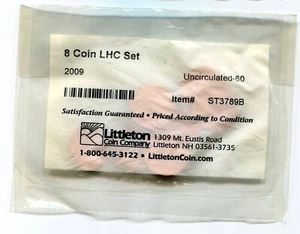 8 Coin LHC Set
2009 Uncirculated-60
Item# ST3789B
Satisfaction Guaranteed • Priced According to Condition
Littleton
Coin Company
1309 Mt. Eustis Road
Littleton NH 03561-3735
1-800-645-3122 • LittletonCoin.com